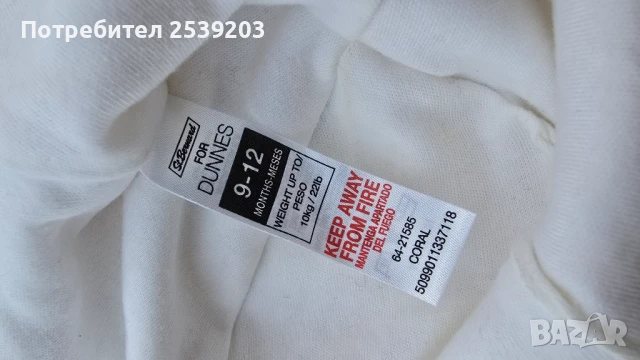 Потребител 2539203
St. Bernard
FOR
DUNNES
9-12
MONTHS-MESES
WEIGHT UP TO/
PESO
10kg / 22lb
KEEP AWAY
FROM FIRE
MANTENGA APARTADO
DEL FUEGO
64-21585
CORAL
5099011337118
BAZAR